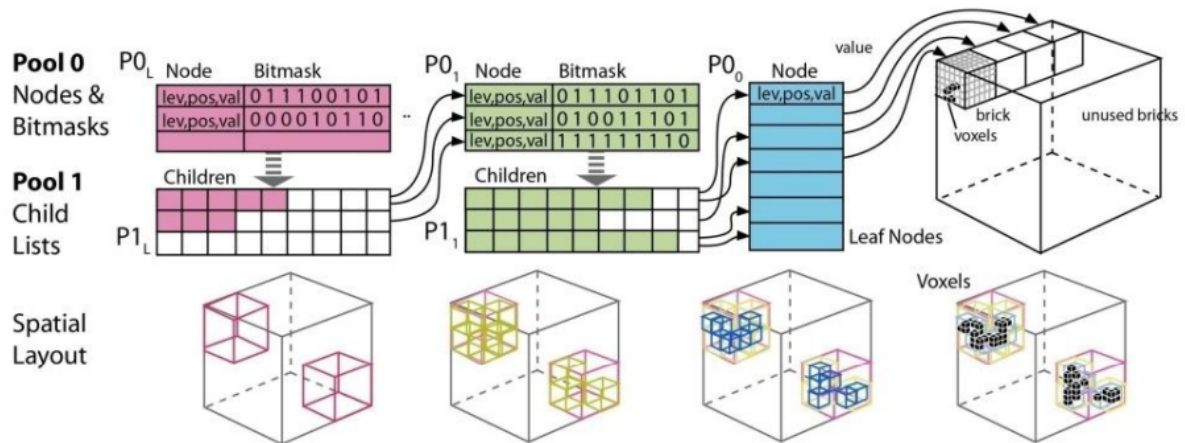 Pool 0
Nodes &
Bitmasks
P0L
Node Bitmask
lev,pos,val 0 1 1 1 0 0 1 0 1
lev,pos,val 0 0 0 0 1 0 1 1 0
..
P01
Node Bitmask
lev,pos,val 0 1 1 1 0 1 1 0 1
lev,pos,val 0 1 0 0 1 1 1 0 1
lev,pos,val 1 1 1 1 1 1 1 1 0
P00
Node
lev,pos,val
value
brick
voxels
unused bricks
Pool 1
Child
Lists
Children
P1L
Children
P11
Leaf Nodes
Spatial
Layout
Voxels